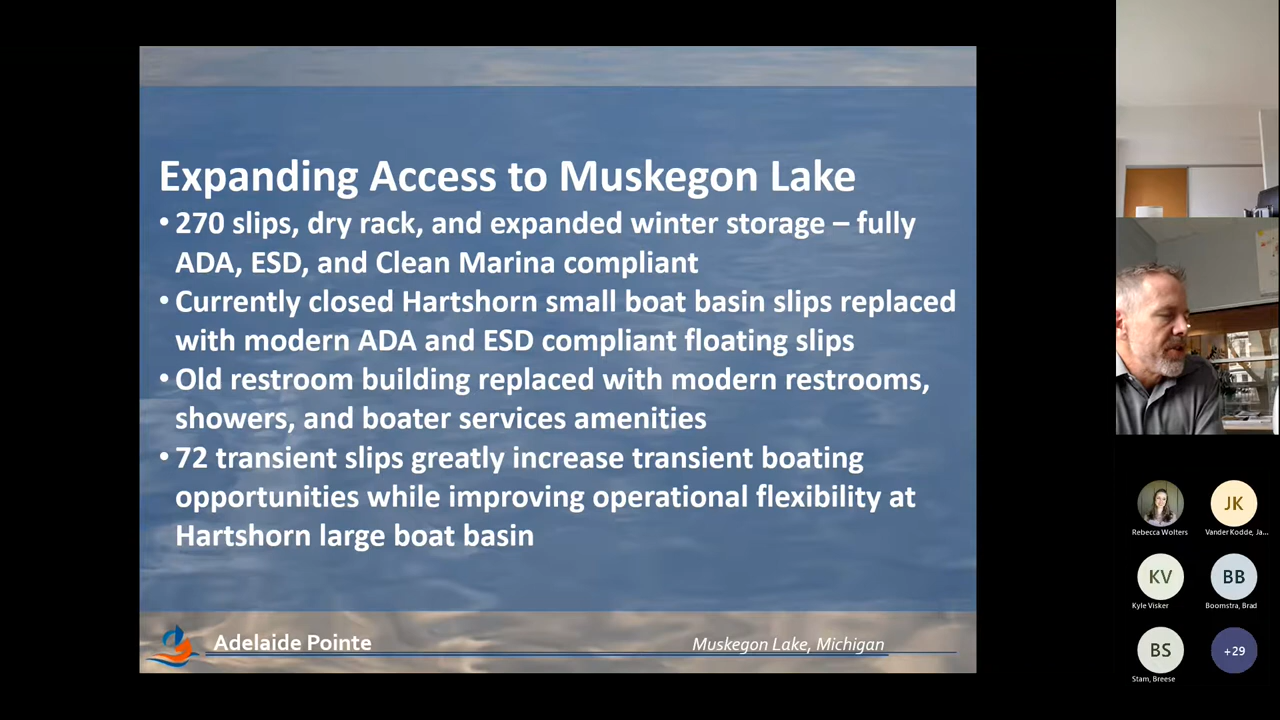 Expanding Access to Muskegon Lake
• 270 slips, dry rack, and expanded winter storage – fully
ADA, ESD, and Clean Marina compliant
• Currently closed Hartshorn small boat basin slips replaced
with modern ADA and ESD compliant floating slips
• Old restroom building replaced with modern restrooms,
showers, and boater services amenities
• 72 transient slips greatly increase transient boating
opportunities while improving operational flexibility at
Hartshorn large boat basin
Adelaide Pointe
Muskegon Lake, Michigan
JK
Rebecca Wolters
Vander Kodde, Ja...
KV
BB
Kyle Visker
Boomstra, Brad
BS
+29
Stam, Breese